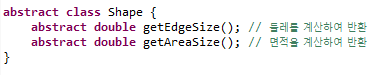 abstract class Shape {
    abstract double getEdgeSize(); // 둘레를 계산하여 반환
    abstract double getAreaSize(); // 면적을 계산하여 반환
}